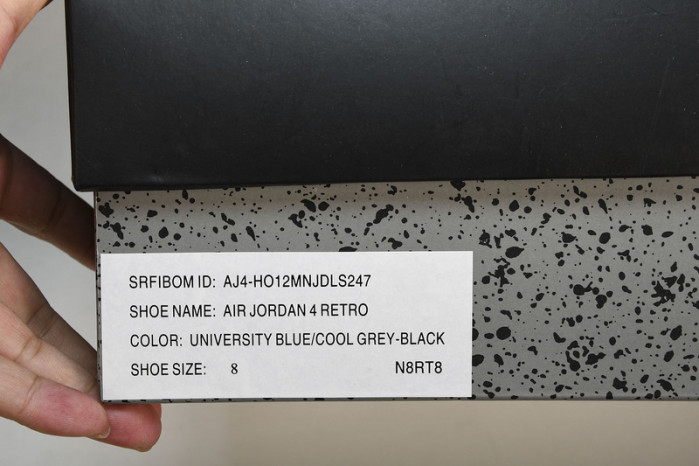 SRFIBOM ID: AJ4-HO12MNJDLS247
SHOE NAME: AIR JORDAN 4 RETRO
COLOR: UNIVERSITY BLUE/COOL GREY-BLACK
SHOE SIZE: 8 N8RT8